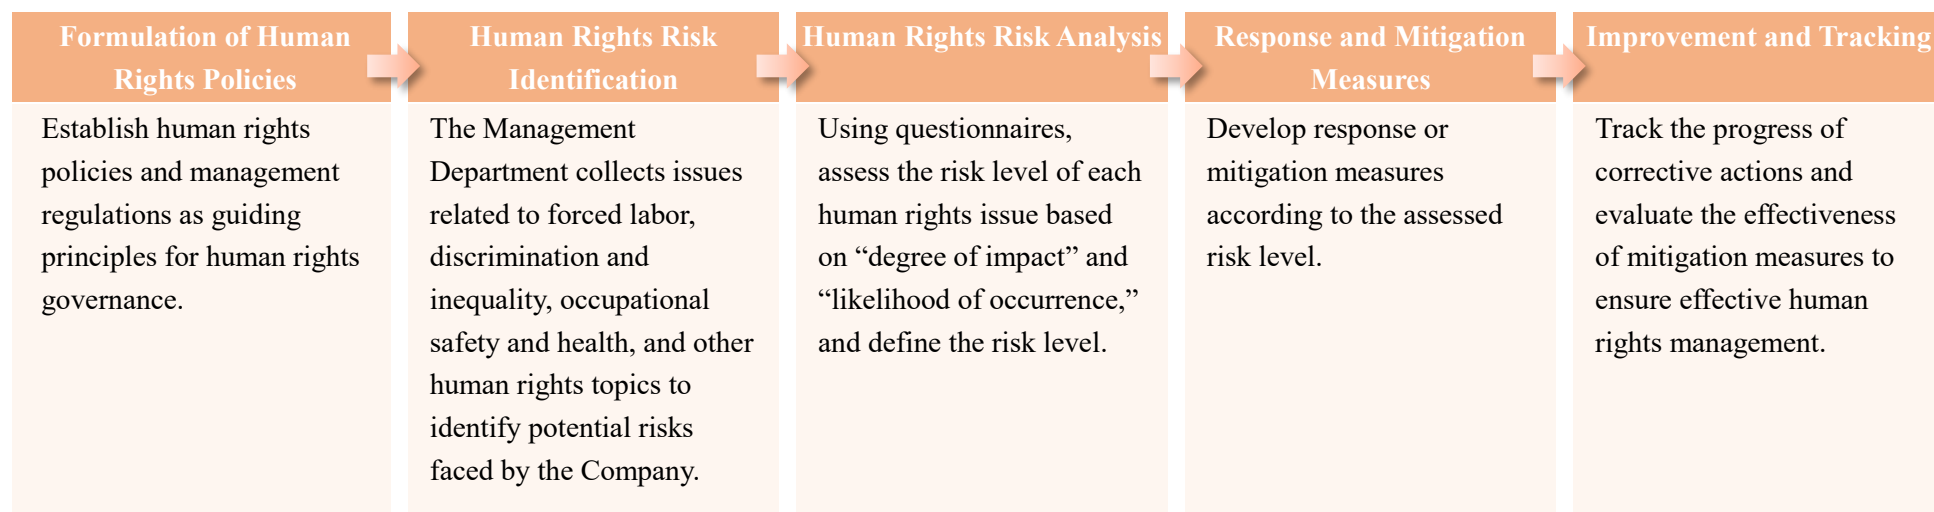 Formulation of Human
Rights Policies
Establish human rights
policies and management
regulations as guiding
principles for human rights
governance.
Human Rights Risk
Identification
The Management
Department collects issues
related to forced labor,
discrimination and
inequality, occupational
safety and health, and other
human rights topics to
identify potential risks
faced by the Company.
Human Rights Risk Analysis
Using questionnaires,
assess the risk level of each
human rights issue based
on “degree of impact” and
“likelihood of occurrence,”
and define the risk level.
Response and Mitigation
Measures
Develop response or
mitigation measures
according to the assessed
risk level.
Improvement and Tracking
Track the progress of
corrective actions and
evaluate the effectiveness
of mitigation measures to
ensure effective human
rights management.